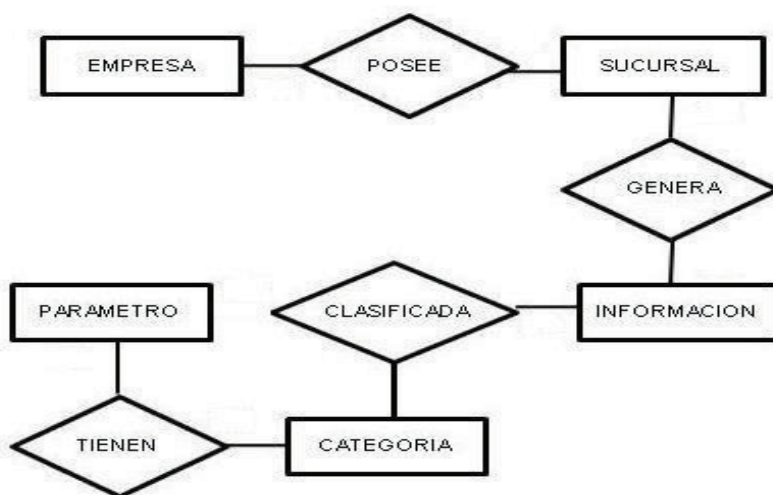 EMPRESA
POSEE
SUCURSAL
GENERA
PARAMETRO
CLASIFICADA
INFORMACION
TIENEN
CATEGORIA